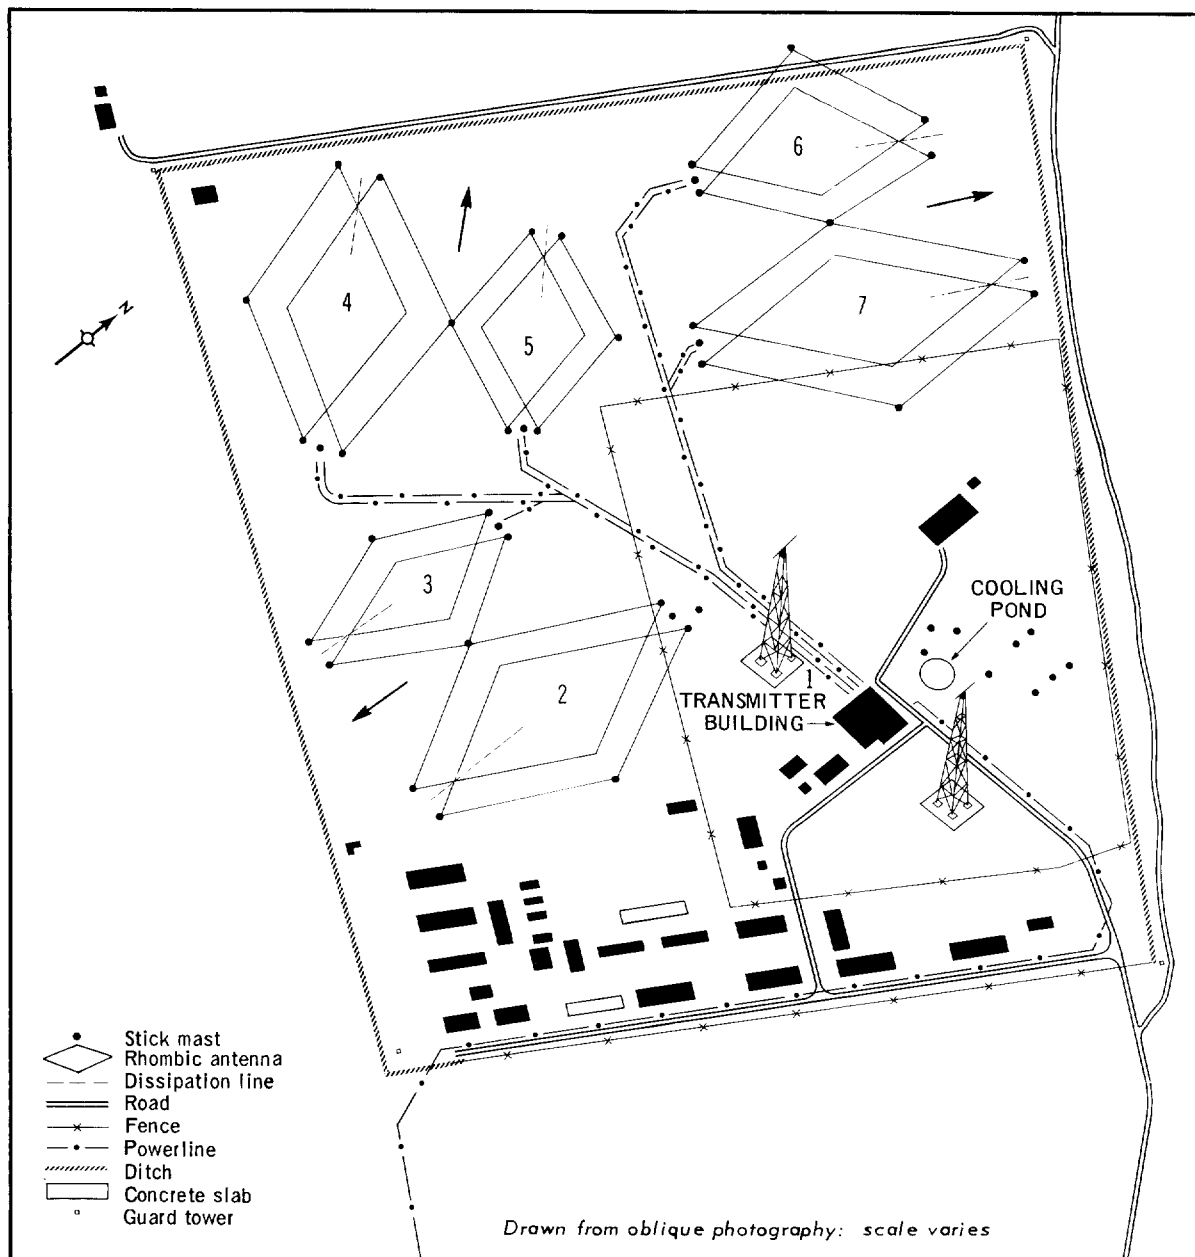 6
N
4
7
5
3
COOLING
POND
2
1
TRANSMITTER
BUILDING
Stick mast
Rhombic antenna
Dissipation line
Road
Fence
Powerline
Ditch
Concrete slab
Guard tower
Drawn from oblique photography: scale varies